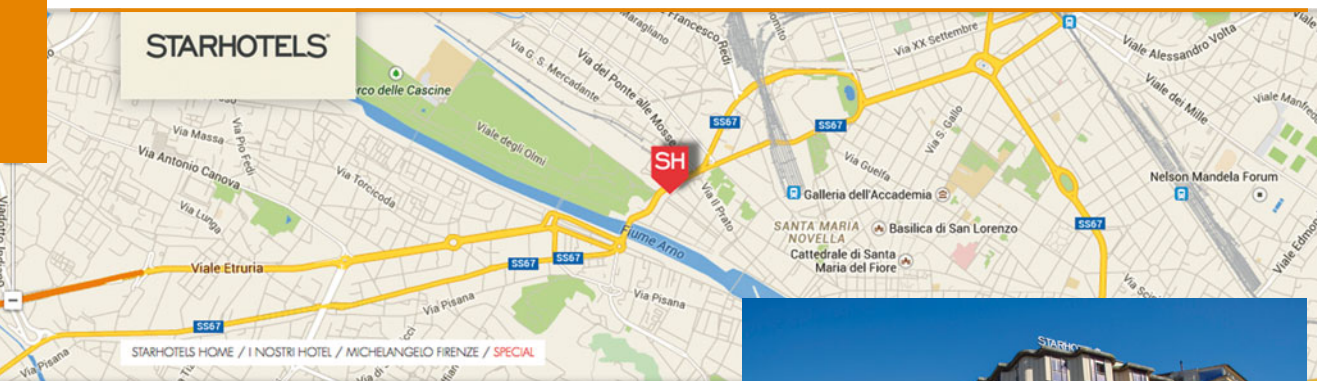 STARHOTELS
Maragliano
Francesco Redi
Via G. S. Mercadante
Via del Ponte alle Mosse
Via XX Settembre
Viale Alessandro Volta
Viale
Viale dei Mille
Viale Manfredo
rco delle Cascine
Via Massa
Via Pio Fedi
Via Antonio Canova
Viale degli Olmi
SS67
SS67
Via S. Gallo
Via Guelfa
SH
Via Torcicoda
Via Lunga
Via Il Prato
Galleria dell'Accademia
Nelson Mandela Forum
SANTA MARIA
NOVELLA
Basilica di San Lorenzo
SS67
Cattedrale di Santa
Maria del Fiore
Fiume Arno
Viale Etruria
SS67
SS67
Via Pisana
Via Pisana
SS67
Via Pisana
STARHOTELS HOME / I NOSTRI HOTEL / MICHELANGELO FIRENZE / SPECIAL